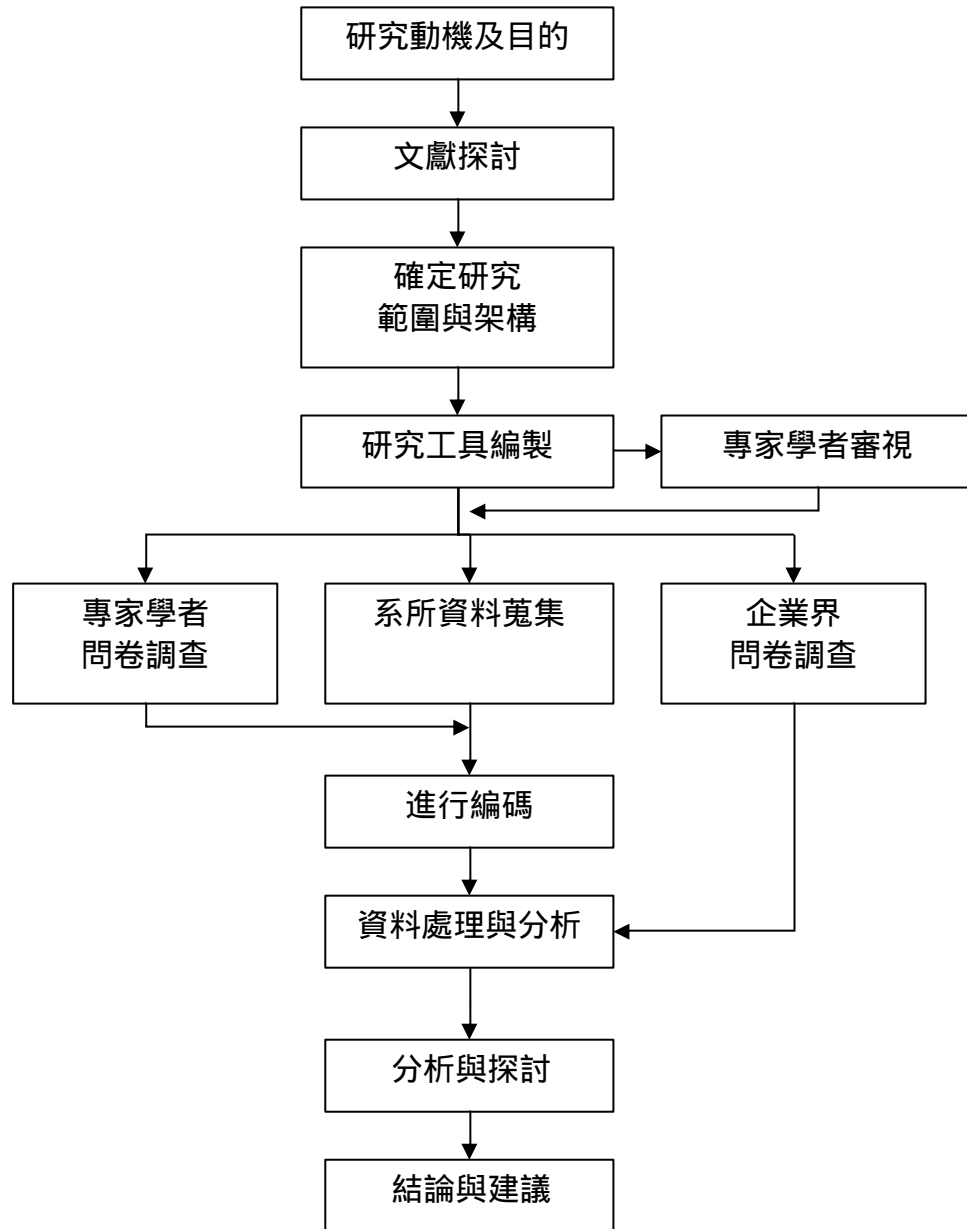 研究動機及目的
文獻探討
確定研究
範圍與架構
研究工具編製
專家學者審視
專家學者
問卷調查
系所資料蒐集
企業界
問卷調查
進行編碼
資料處理與分析
分析與探討
結論與建議